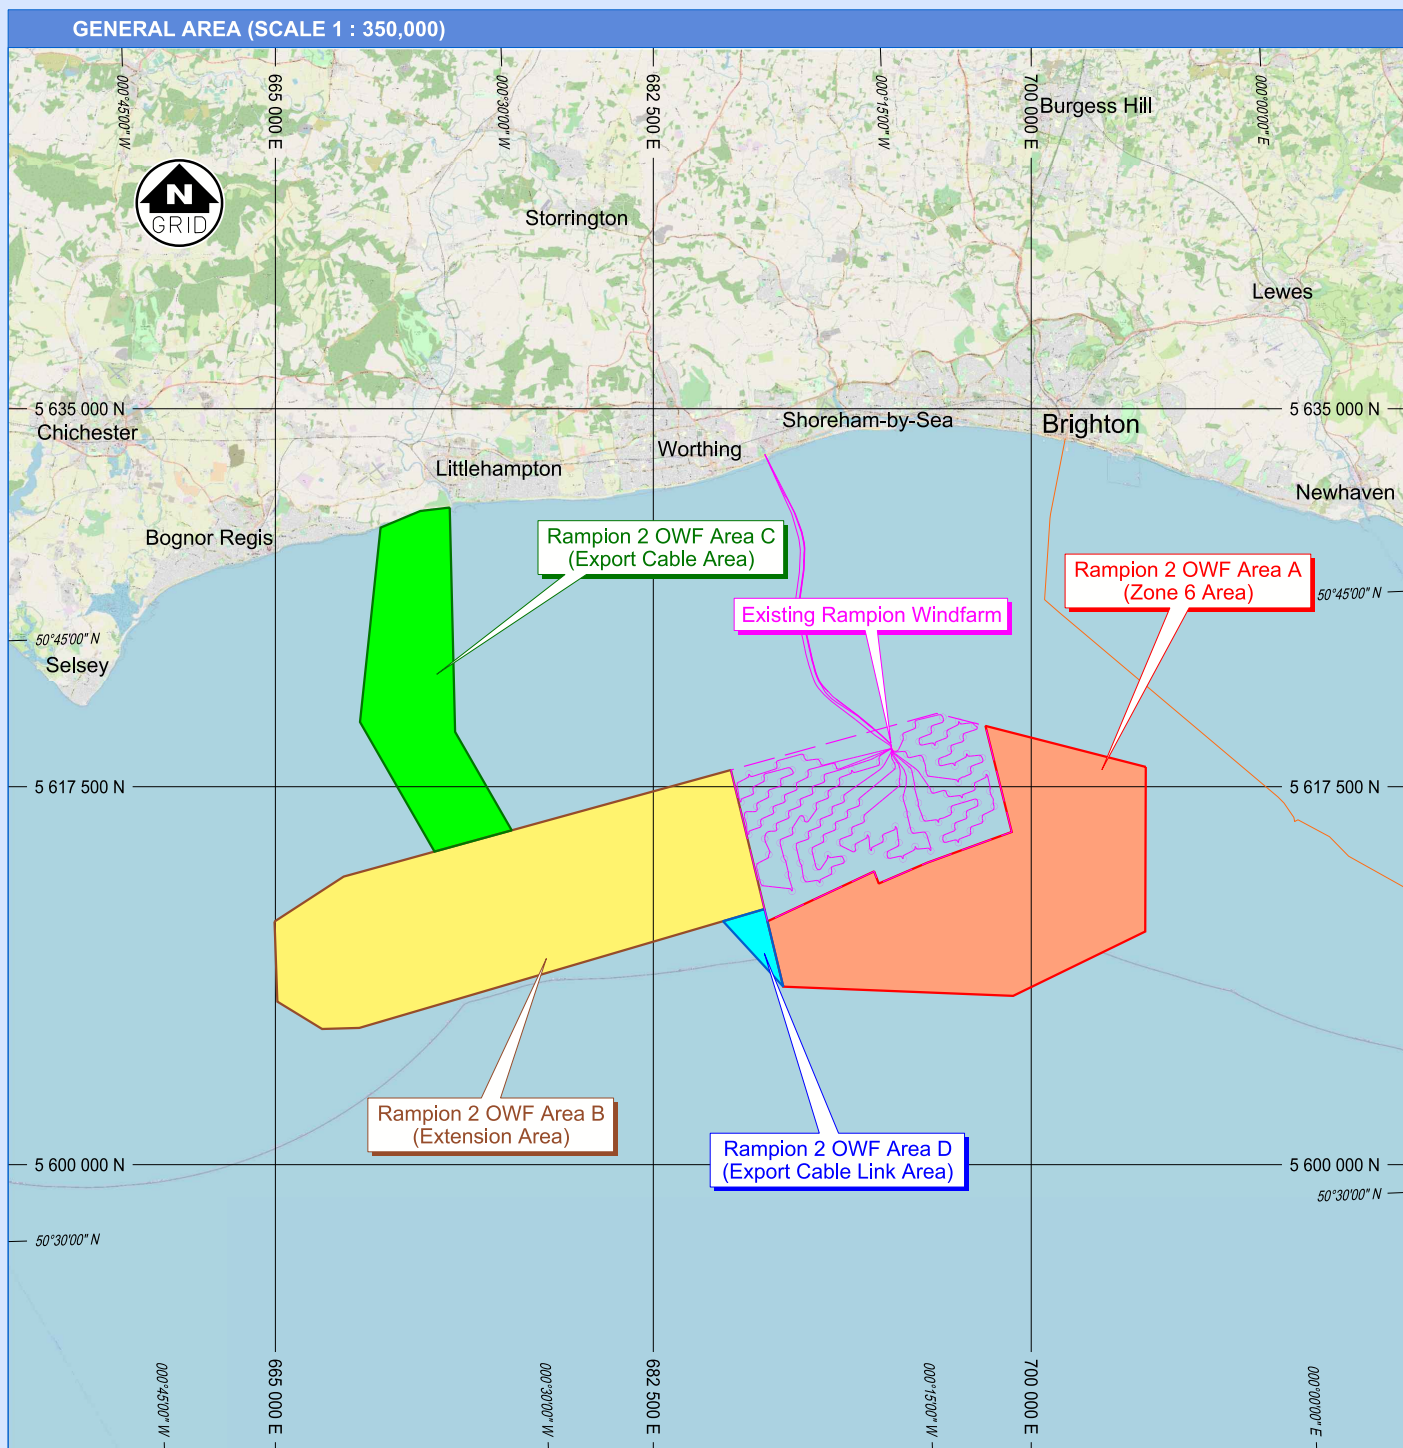 GENERAL AREA (SCALE 1 : 350,000)
000°45'00" W
665 000 E
000°30'00" W
682 500 E
000°15'00" W
700 000 E
000°00'00" E
Burgess Hill
N
GRID
Storrington
Lewes
5 635 000 N
5 635 000 N
Chichester
Shoreham-by-Sea
Brighton
Worthing
Littlehampton
Newhaven
Bognor Regis
Rampion 2 OWF Area C
(Export Cable Area)
Rampion 2 OWF Area A
(Zone 6 Area)
50°45'00" N
Existing Rampion Windfarm
50°45'00" N
Selsey
5 617 500 N
5 617 500 N
Rampion 2 OWF Area B
(Extension Area)
Rampion 2 OWF Area D
(Export Cable Link Area)
5 600 000 N
5 600 000 N
50°30'00" N
50°30'00" N
000°45'00" W
665 000 E
000°30'00" W
682 500 E
000°15'00" W
700 000 E
000°00'00" E